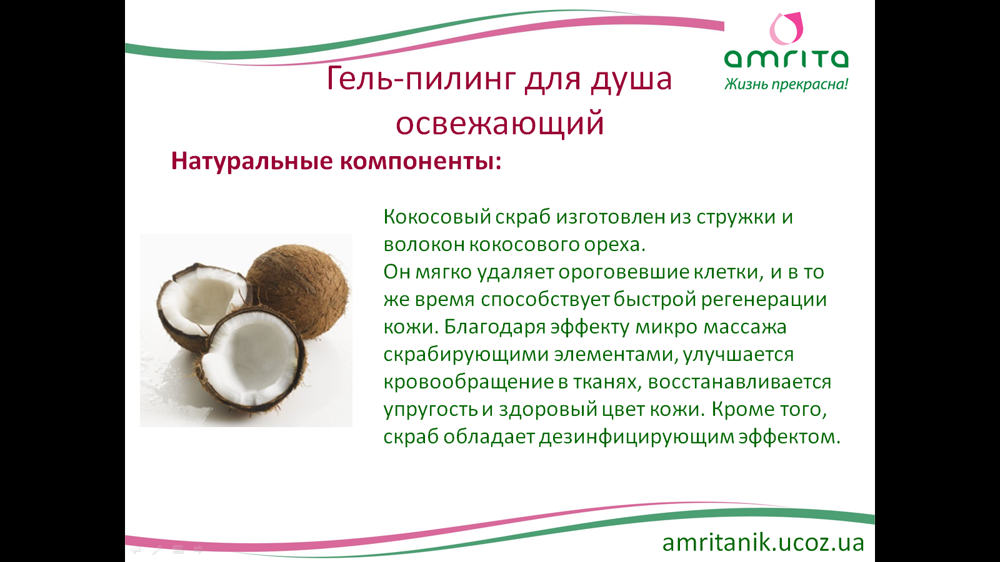 amrita
Жизнь прекрасна!
Гель-пилинг для душа
освежающий
Натуральные компоненты:
Кокосовый скраб изготовлен из стружки и
волокон кокосового ореха.
Он мягко удаляет ороговевшие клетки, и в то
же время способствует быстрой регенерации
кожи. Благодаря эффекту микро массажа
скрабирующими элементами, улучшается
кровообращение в тканях, восстанавливается
упругость и здоровый цвет кожи. Кроме того,
скраб обладает дезинфицирующим эффектом.
amritanik.ucoz.ua